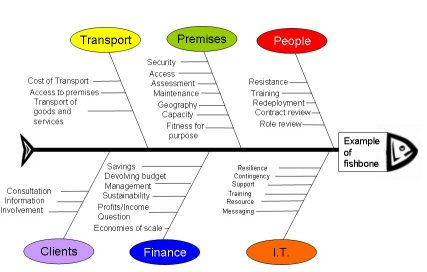 Transport
Premises
People
Cost of Transport
Access to premises
Transport of
goods and
services
Security
Access
Assessment
Maintenance
Geography
Capacity
Fitness for
purpose
Resistance
Training
Redeployment
Contract review
Role review
Example
of
fishbone
Consultation
Information
Involvement
Savings
Devolving budget
Management
Sustainability
Profits/Income
Question
Economies of scale
Resilience
Contingency
Support
Training
Resource
Messaging
Clients
Finance
I.T.